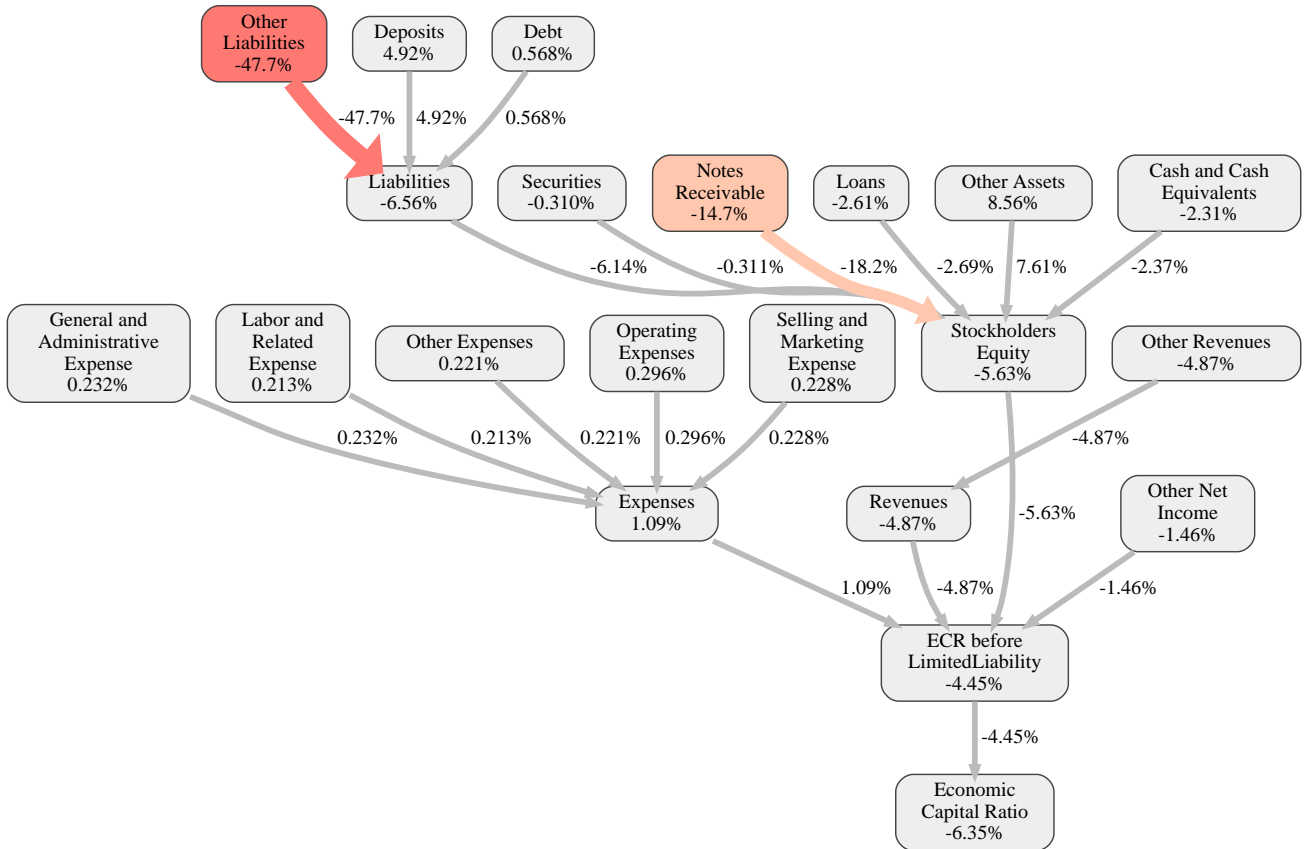 Other
Liabilities
-47.7%
Deposits
4.92%
Debt
0.568%
-47.7%
4.92%
0.568%
Liabilities
-6.56%
Securities
-0.310%
Notes
Receivable
-14.7%
Loans
-2.61%
Other Assets
8.56%
Cash and Cash
Equivalents
-2.31%
-6.14%
-0.311%
-18.2%
-2.69%
7.61%
-2.37%
General and
Administrative
Expense
0.232%
Labor and
Related
Expense
0.213%
Other Expenses
0.221%
Operating
Expenses
0.296%
Selling and
Marketing
Expense
0.228%
Stockholders
Equity
-5.63%
Other Revenues
-4.87%
0.232%
0.213%
0.221%
0.296%
0.228%
-4.87%
Expenses
1.09%
Revenues
-4.87%
-5.63%
Other Net
Income
-1.46%
1.09%
-4.87%
-1.46%
ECR before
LimitedLiability
-4.45%
-4.45%
Economic
Capital Ratio
-6.35%